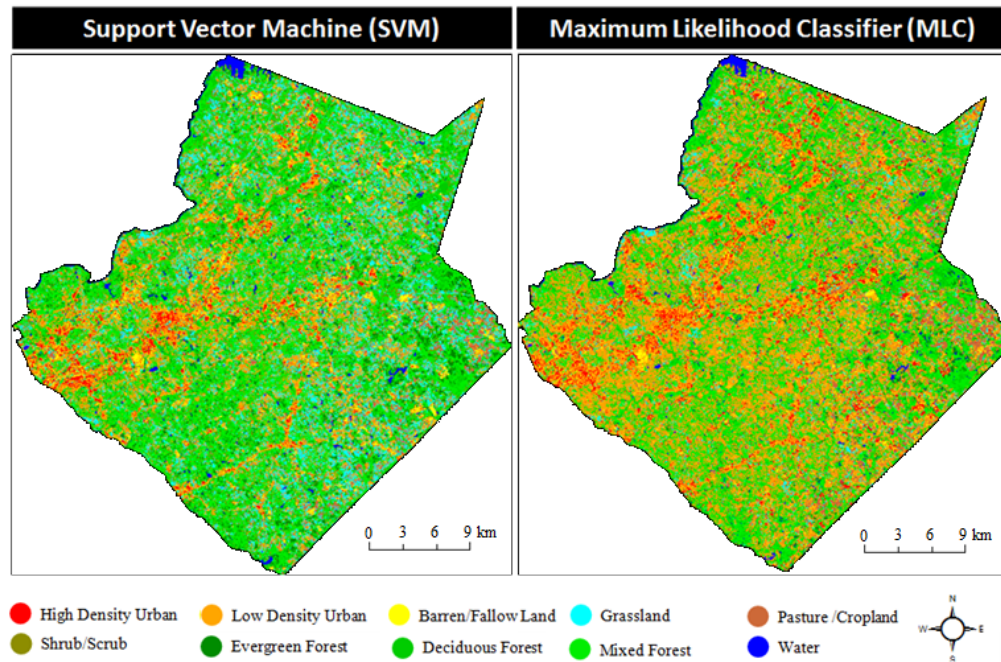 Support Vector Machine (SVM)
Maximum Likelihood Classifier (MLC)
0 3 6 9 km
0 3 6 9 km
High Density Urban
Low Density Urban
Barren/Fallow Land
Grassland
Pasture /Cropland
Shrub/Scrub
Evergreen Forest
Deciduous Forest
Mixed Forest
Water
N
W
E
S